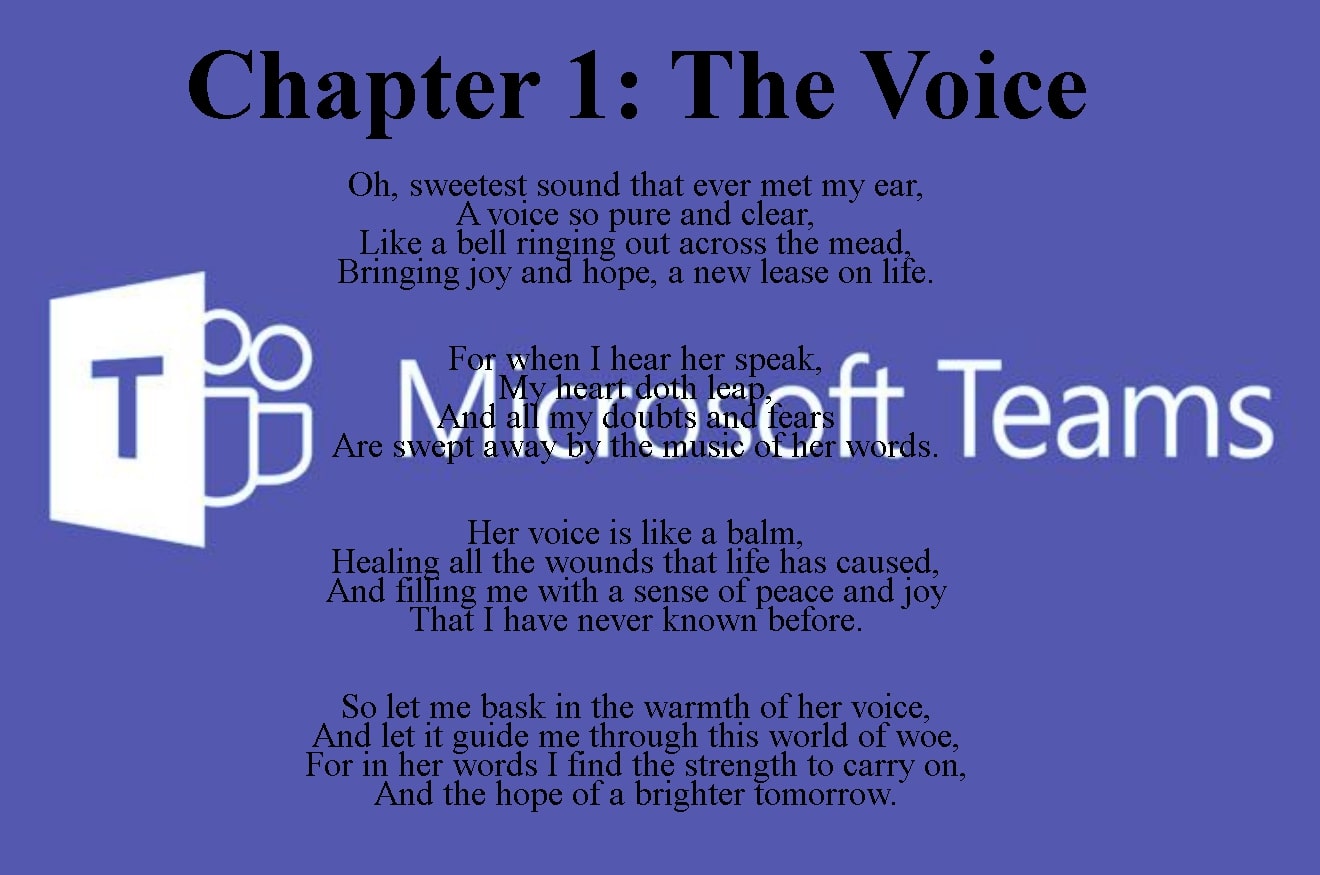 Chapter 1: The Voice
Oh, sweetest sound that ever met my ear,
A voice so pure and clear,
Like a bell ringing out across the mead,
Bringing joy and hope, a new lease on life.
For when I hear her speak,
My heart doth leap,
And all my doubts and fears
Are swept away by the music of her words.
T Microsoft Teams
Her voice is like a balm,
Healing all the wounds that life has caused,
And filling me with a sense of peace and joy
That I have never known before.
So let me bask in the warmth of her voice,
And let it guide me through this world of woe,
For in her words I find the strength to carry on,
And the hope of a brighter tomorrow.